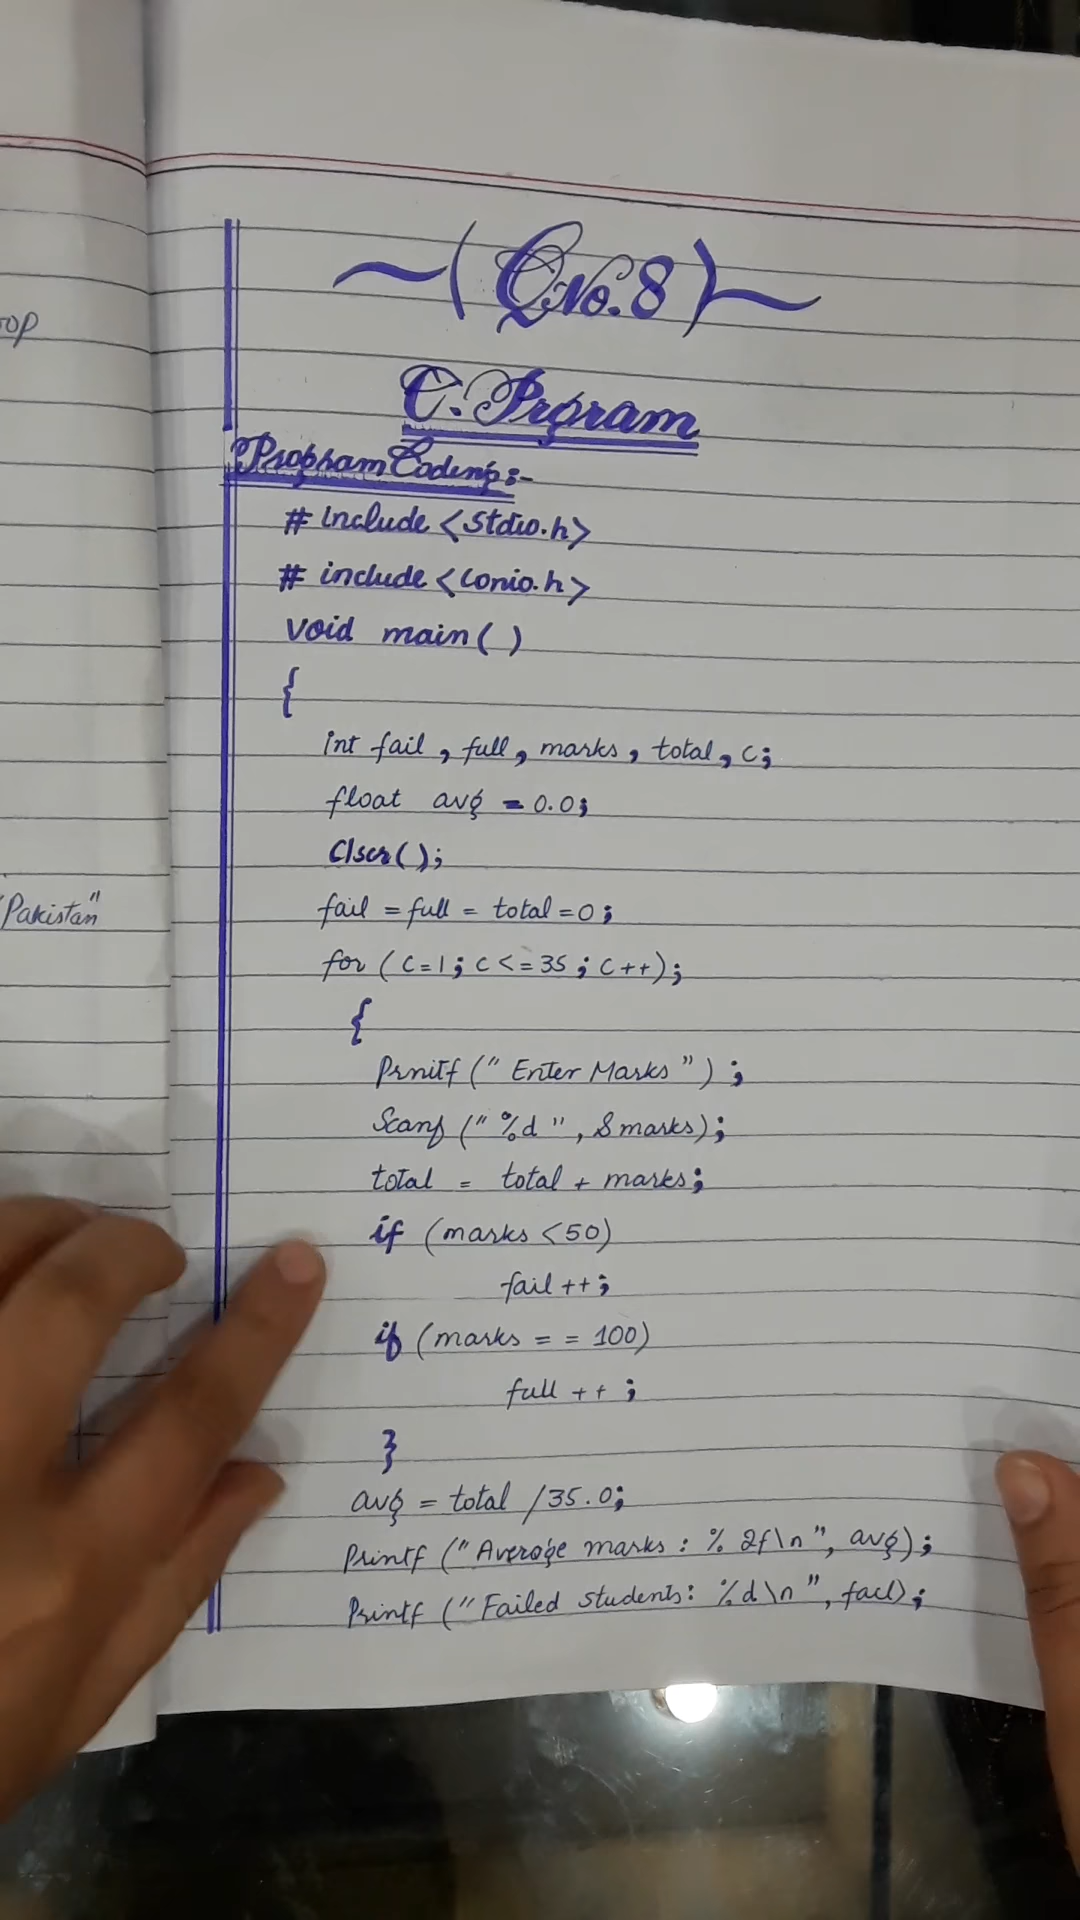 oop
"Pakistan"
~( Q No. 8 )~
C. Program
Program Coding:-
# include <stdio.h>
# include <conio.h>
void main( )
{
int fail, full, marks, total, c;
float avg = 0.0;
Clscr( );
fail = full = total = 0;
for ( c=1; c <= 35; c++);
{
Prnitf (" Enter Marks ");
Scanf (" %d ", & marks);
total = total + marks;
if (marks < 50)
fail ++;
if (marks = = 100)
full ++;
}
avg = total /35.0;
Printf (" Average marks : % 2f\n ", avg);
Printf (" Failed students: %d\n ", fail);